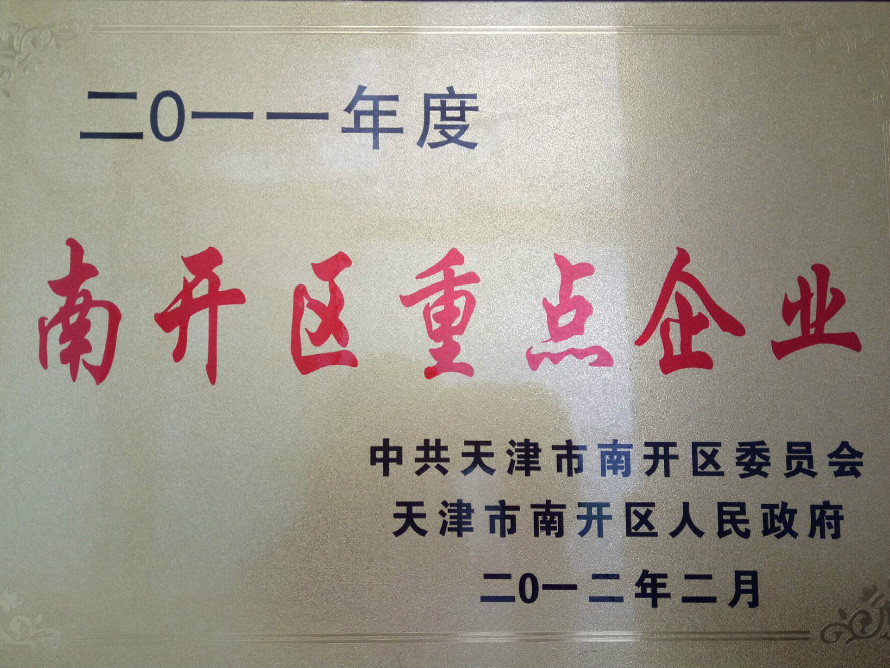 二0一一年度
南开区重点企业
中共天津市南开区委员会
天津市南开区人民政府
二0一二年二月